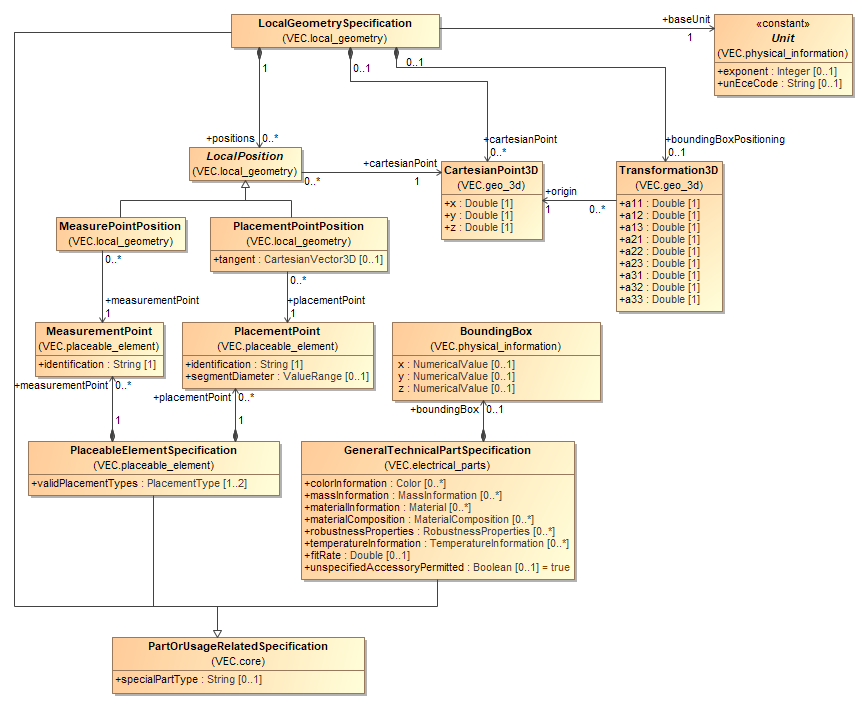 LocalGeometrySpecification
(VEC.local_geometry)
+baseUnit
1
«constant»
Unit
(VEC.physical_information)
+exponent : Integer [0..1]
+unEceCode : String [0..1]
1
0..1
0..1
+positions
0..*
+cartesianPoint
0..*
+boundingBoxPositioning
0..1
LocalPosition
(VEC.local_geometry)
0..*
+cartesianPoint
1
CartesianPoint3D
(VEC.geo_3d)
+x : Double [1]
+y : Double [1]
+z : Double [1]
+origin
1
0..*
Transformation3D
(VEC.geo_3d)
+a11 : Double [1]
+a12 : Double [1]
+a13 : Double [1]
+a21 : Double [1]
+a22 : Double [1]
+a23 : Double [1]
+a31 : Double [1]
+a32 : Double [1]
+a33 : Double [1]
MeasurePointPosition
(VEC.local_geometry)
PlacementPointPosition
(VEC.local_geometry)
+tangent : CartesianVector3D [0..1]
0..*
+measurementPoint
1
0..*
+placementPoint
1
MeasurementPoint
(VEC.placeable_element)
+identification : String [1]
PlacementPoint
(VEC.placeable_element)
+identification : String [1]
+segmentDiameter : ValueRange [0..1]
BoundingBox
(VEC.physical_information)
x : NumericalValue [0..1]
y : NumericalValue [0..1]
z : NumericalValue [0..1]
+measurementPoint
0..*
1
+placementPoint
0..*
1
+boundingBox
0..1
PlaceableElementSpecification
(VEC.placeable_element)
+validPlacementTypes : PlacementType [1..2]
GeneralTechnicalPartSpecification
(VEC.electrical_parts)
+colorInformation : Color [0..*]
+massInformation : MassInformation [0..*]
+materialInformation : Material [0..*]
+materialComposition : MaterialComposition [0..*]
+robustnessProperties : RobustnessProperties [0..*]
+temperatureInformation : TemperatureInformation [0..*]
+fitRate : Double [0..1]
+unspecifiedAccessoryPermitted : Boolean [0..1] = true
PartOrUsageRelatedSpecification
(VEC.core)
+specialPartType : String [0..1]